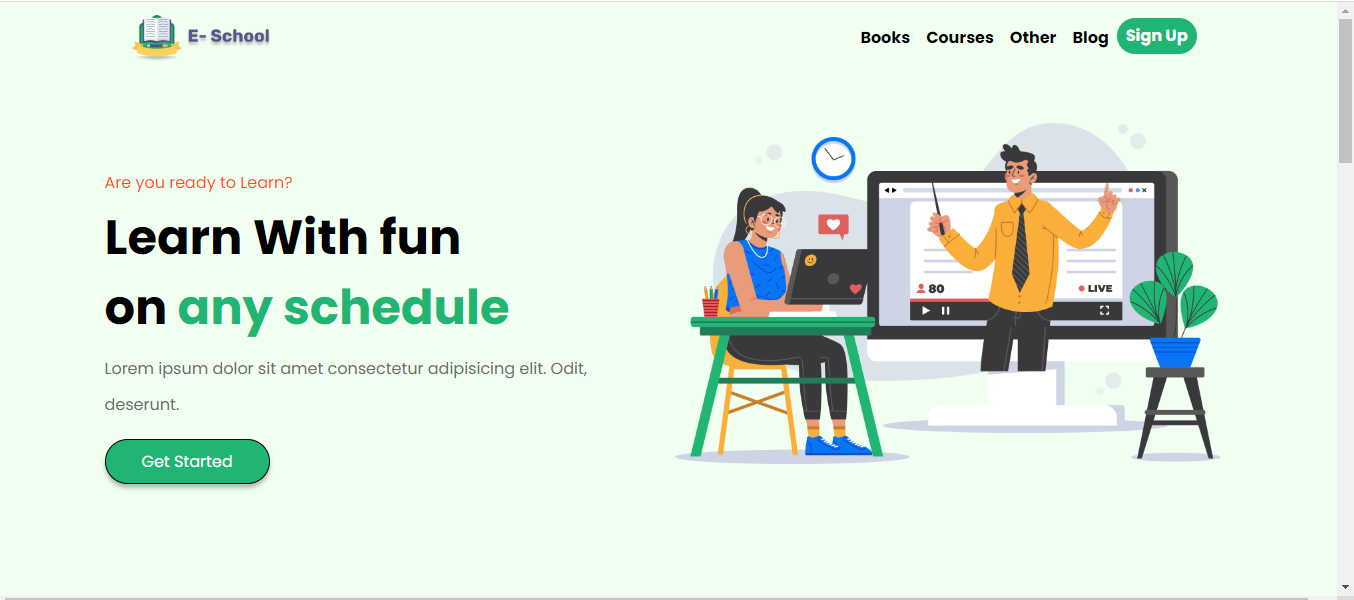 E- School
Books Courses Other Blog Sign Up
Are you ready to Learn?
Learn With fun
on any schedule
Lorem ipsum dolor sit amet consectetur adipisicing elit. Odit,
deserunt.
Get Started
80
LIVE